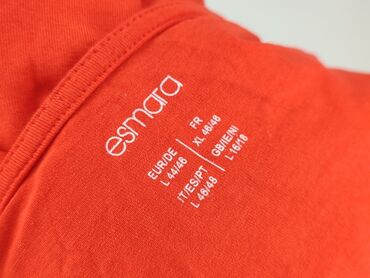 esmara
EUR/DE
L 44/46
FR
XL 46/48
IT/ES/PT
L 46/48
GB/IE/NI
L 16/18